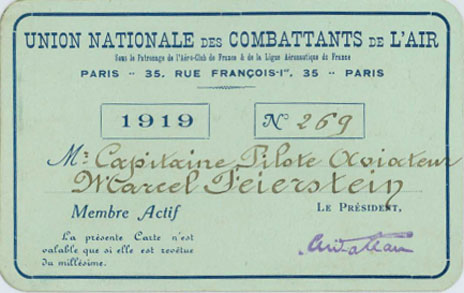 UNION NATIONALE DES COMBATTANTS DE L'AIR
Sous le Patronage de l'Aéro-Club de France & de la Ligue Aéronautique de France
PARIS " 35, RUE FRANÇOIS-Iᵉʳ, 35 " PARIS
1919 Nº 269
Mʳ Capitaine Pilote Aviateur
Marcel Feierstein
Membre Actif LE PRÉSIDENT,
La présente Carte n'est
valable que si elle est revêtue
du millésime.